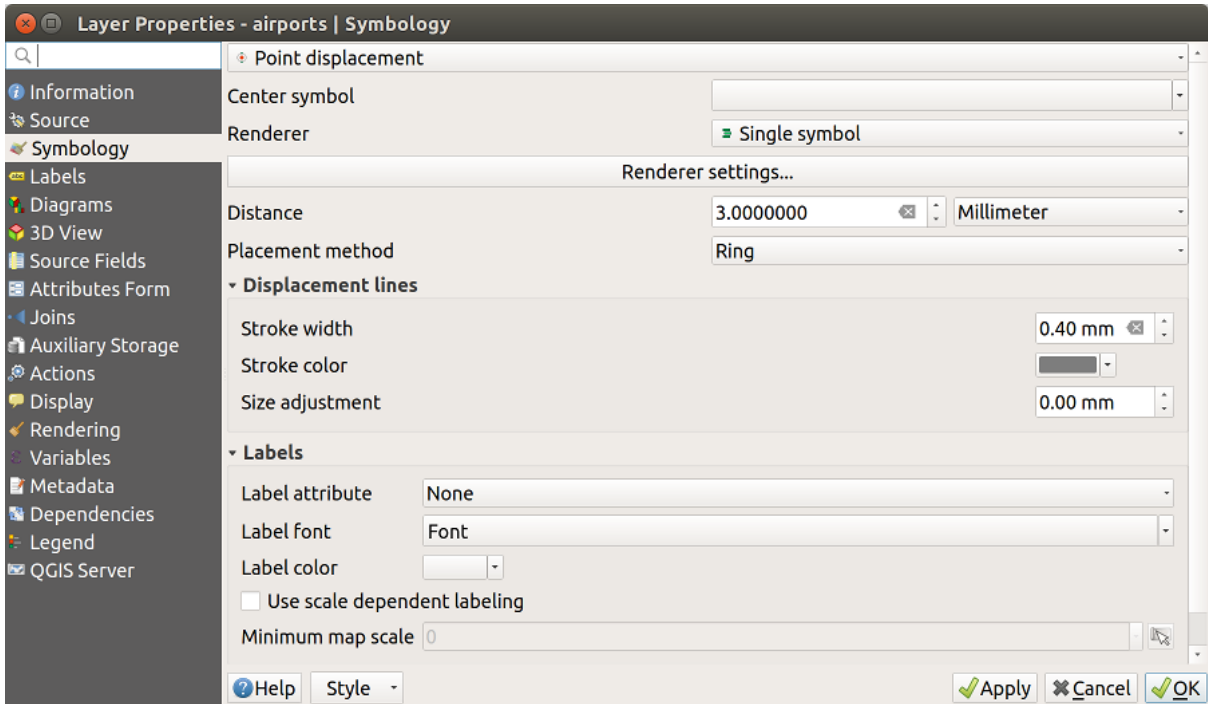 Layer Properties - airports | Symbology
Information
Source
Symbology
Labels
Diagrams
3D View
Source Fields
Attributes Form
Joins
Auxiliary Storage
Actions
Display
Rendering
Variables
Metadata
Dependencies
Legend
QGIS Server
Point displacement
Center symbol
Renderer Single symbol
Renderer settings...
Distance 3.0000000 Millimeter
Placement method Ring
Displacement lines
Stroke width 0.40 mm
Stroke color
Size adjustment 0.00 mm
Labels
Label attribute None
Label font Font
Label color
Use scale dependent labeling
Minimum map scale 0
Help Style Apply Cancel OK